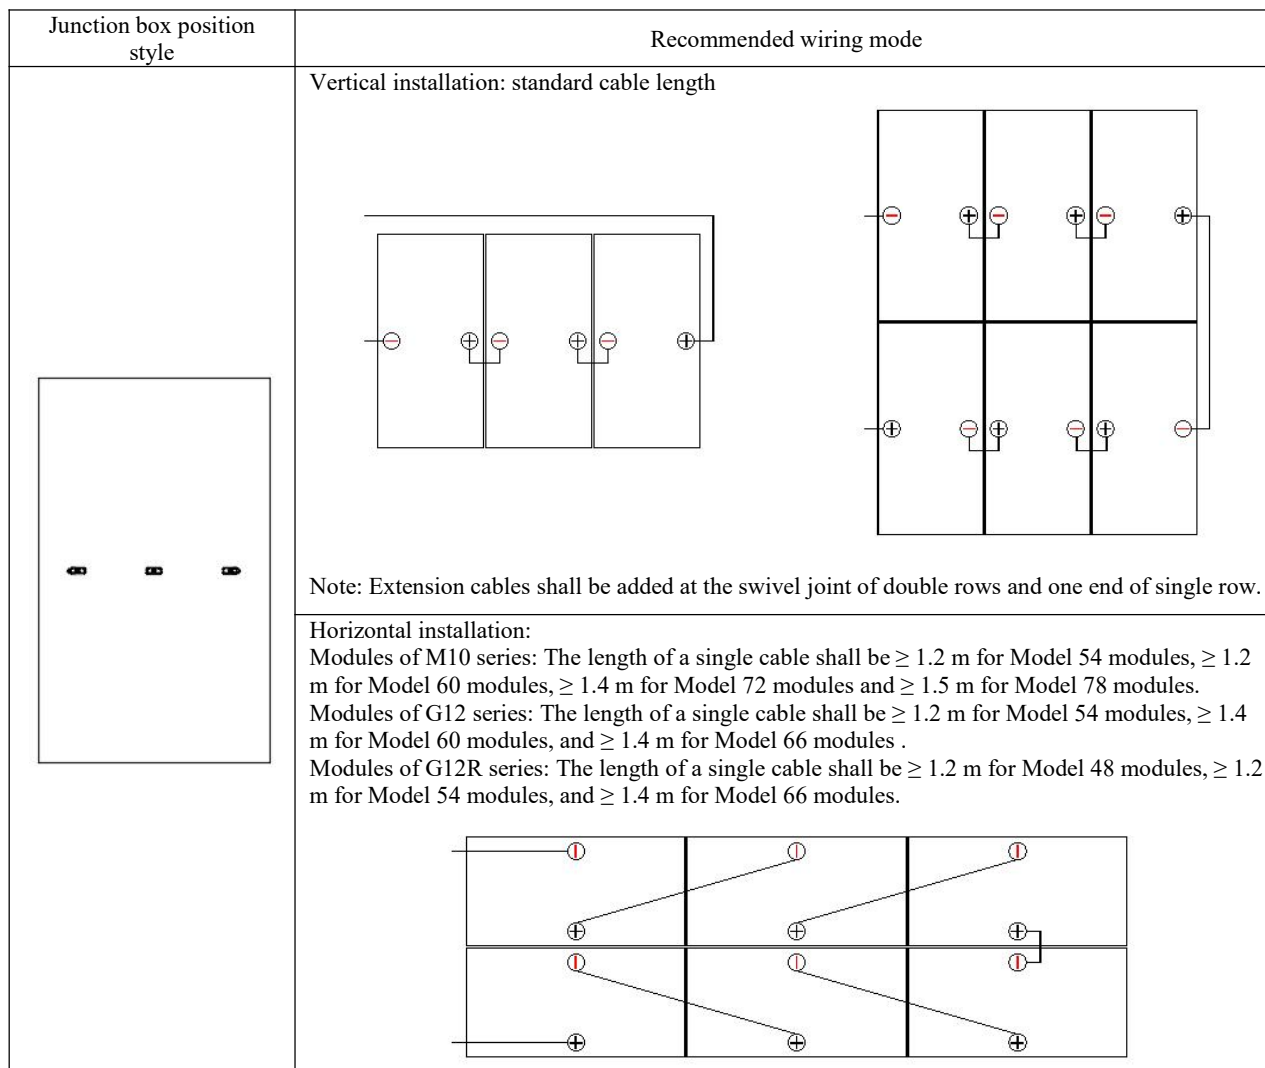 Junction box position
style
Recommended wiring mode
Vertical installation: standard cable length
Note: Extension cables shall be added at the swivel joint of double rows and one end of single row.
Horizontal installation:
Modules of M10 series: The length of a single cable shall be ≥ 1.2 m for Model 54 modules, ≥ 1.2
m for Model 60 modules, ≥ 1.4 m for Model 72 modules and ≥ 1.5 m for Model 78 modules.
Modules of G12 series: The length of a single cable shall be ≥ 1.2 m for Model 54 modules, ≥ 1.4
m for Model 60 modules, and ≥ 1.4 m for Model 66 modules .
Modules of G12R series: The length of a single cable shall be ≥ 1.2 m for Model 48 modules, ≥ 1.2
m for Model 54 modules, and ≥ 1.4 m for Model 66 modules.